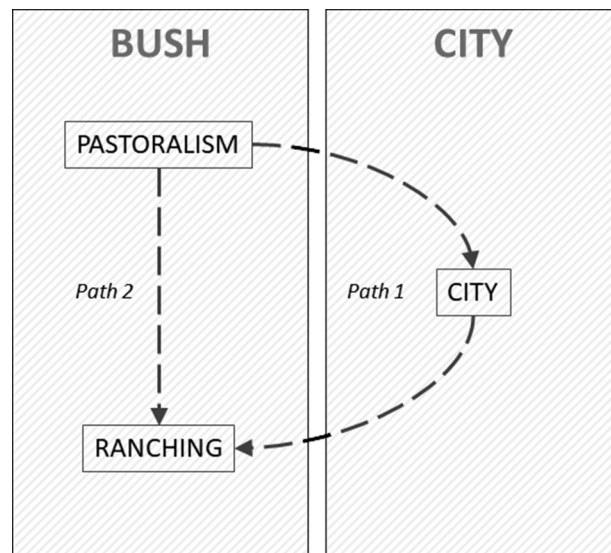 BUSH
CITY
PASTORALISM
Path 2
Path 1
CITY
RANCHING